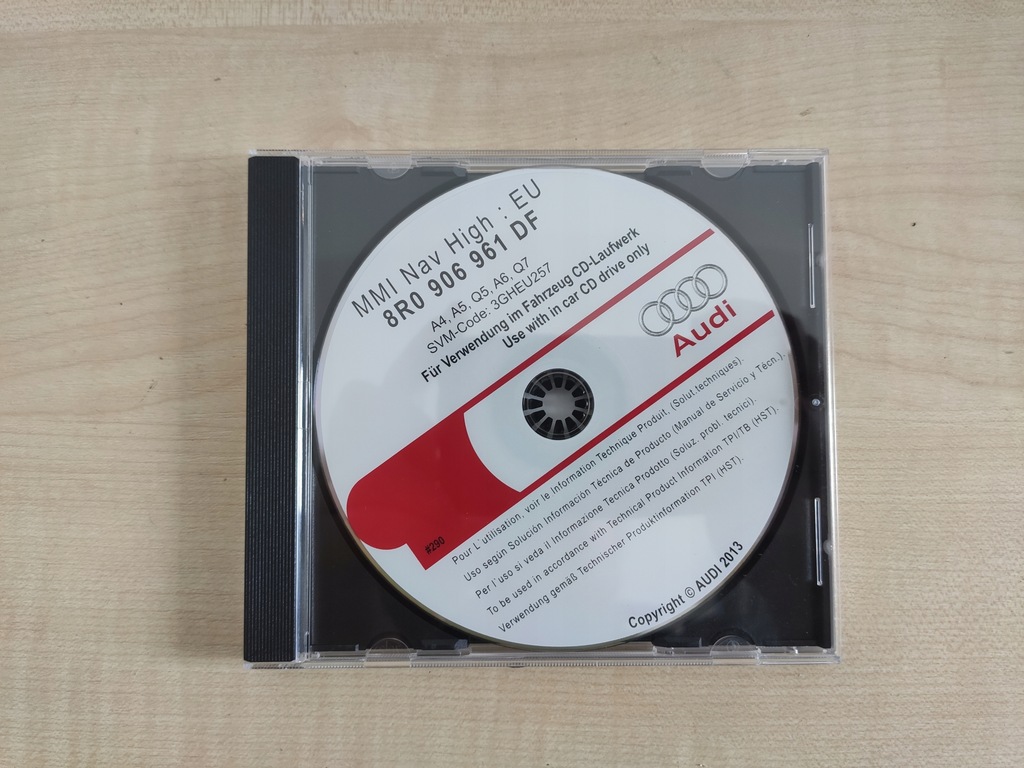 MMI Nav High : EU
8R0 906 961 DF
A4, A5, Q5, A6, Q7
SVM-Code: 3GHEU257
Für Verwendung im Fahrzeug CD-Laufwerk
Use with in car CD drive only
Audi
#290
Pour L´utilisation, voir le Information Technique Produit, (Solut.techniques).
Uso según Solución Información Técnica de Producto (Manual de Servicio y Técn.).
Per l´uso si veda il Informazione Tecnica Prodotto (Soluz. probl. tecnici).
To be used in accordance with Technical Product Information TPI/TB (HST).
Verwendung gemäß Technischer Produktinformation TPI (HST).
Copyright © AUDI 2013